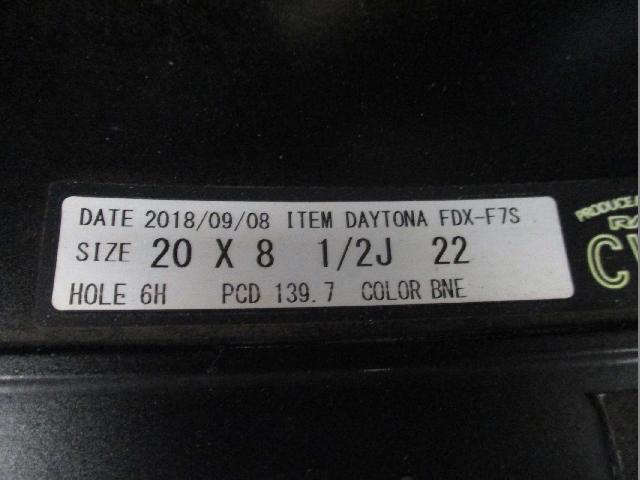 DATE 2018/09/08 ITEM DAYTONA FDX-F7S
SIZE 20 X 8 1/2J 22
HOLE 6H PCD 139.7 COLOR BNE